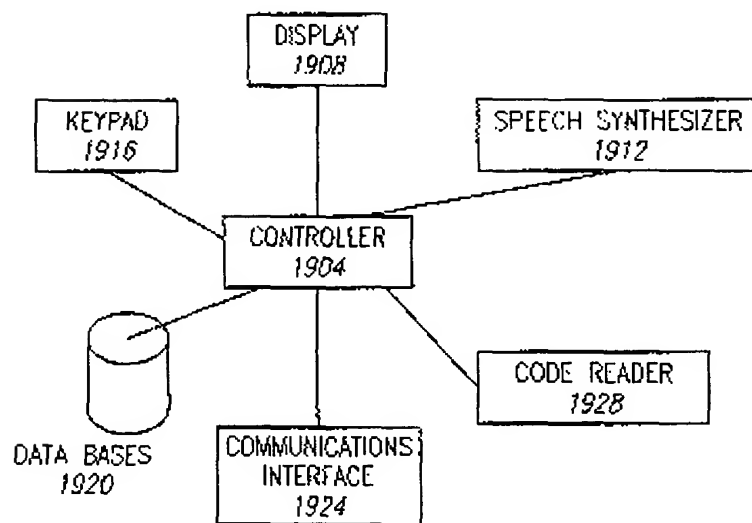 DISPLAY
1908
KEYPAD
1916
SPEECH SYNTHESIZER
1912
CONTROLLER
1904
CODE READER
1928
DATA BASES
1920
COMMUNICATIONS
INTERFACE
1924